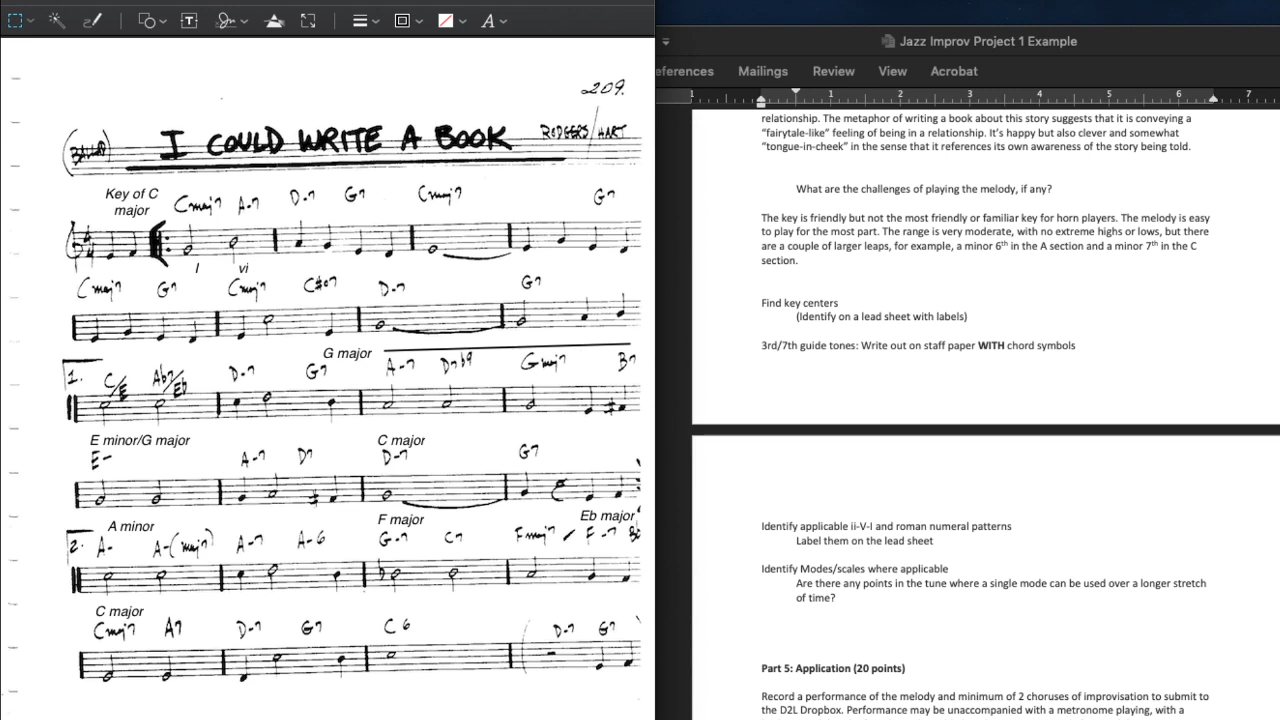 209.
(BALLAD)
I COULD WRITE A BOOK
RODGERS/HART
Key of C
major
Cmaj7 A-7 D-7 G7 Cmaj7 G7
I vi
Cmaj7 G7 Cmaj7 C#o7 D-7 G7
G major
1. C/E Ab7/Eb D-7 G7 A-7 D7b9 Gmaj7 B7
E minor/G major C major
E- A-7 D7 D-7 G7
A minor F major Eb major
2. A- A-(maj7) A-7 A-6 G-7 C7 Fmaj7 / F-7
C major
Cmaj7 A7 D-7 G7 C6 ( D-7 G7
Jazz Improv Project 1 Example
eferences Mailings Review View Acrobat
1 1 2 3 4 5 6 7
relationship. The metaphor of writing a book about this story suggests that it is conveying a
“fairytale-like” feeling of being in a relationship. It’s happy but also clever and somewhat
“tongue-in-cheek” in the sense that it references its own awareness of the story being told.
What are the challenges of playing the melody, if any?
The key is friendly but not the most friendly or familiar key for horn players. The melody is easy
to play for the most part. The range is very moderate, with no extreme highs or lows, but there
are a couple of larger leaps, for example, a minor 6th in the A section and a minor 7th in the C
section.
Find key centers
(Identify on a lead sheet with labels)
3rd/7th guide tones: Write out on staff paper WITH chord symbols
Identify applicable ii-V-I and roman numeral patterns
Label them on the lead sheet
Identify Modes/scales where applicable
Are there any points in the tune where a single mode can be used over a longer stretch
of time?
Part 5: Application (20 points)
Record a performance of the melody and minimum of 2 choruses of improvisation to submit to
the D2L Dropbox. Performance may be unaccompanied with a metronome playing, with a